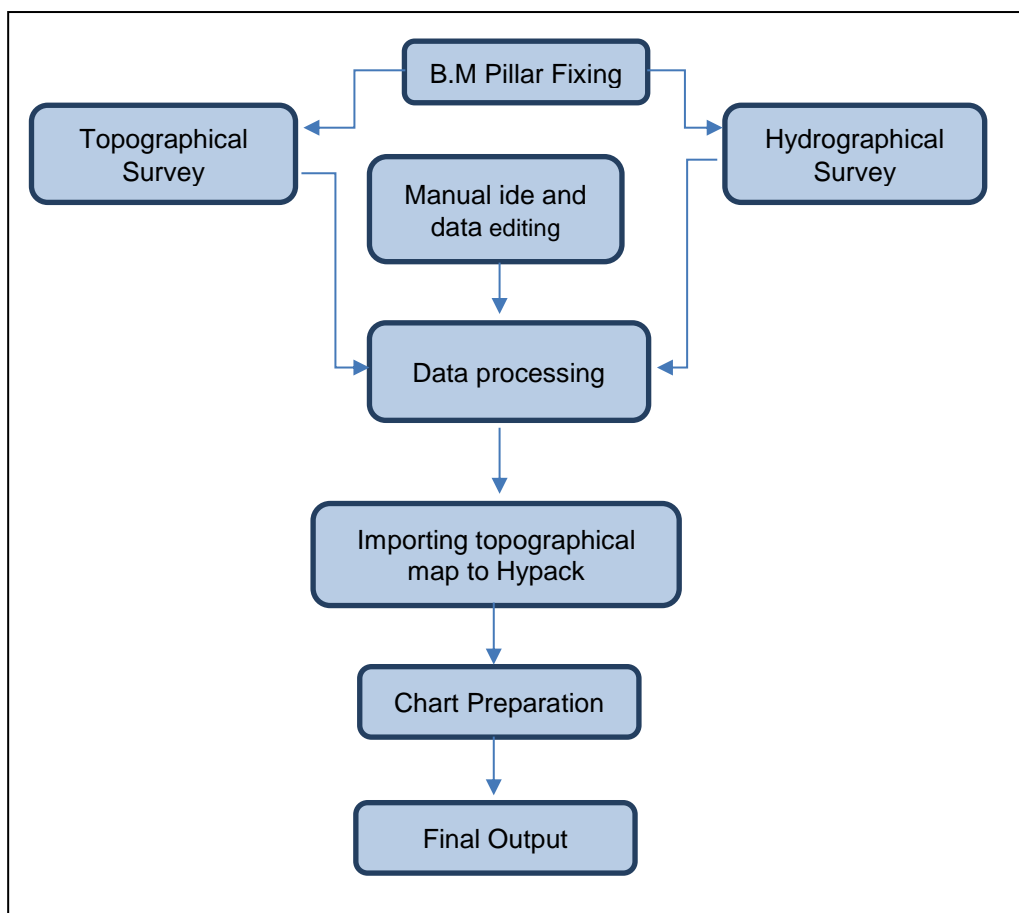 B.M Pillar Fixing
Topographical
Survey
Hydrographical
Survey
Manual ide and
data editing
Data processing
Importing topographical
map to Hypack
Chart Preparation
Final Output